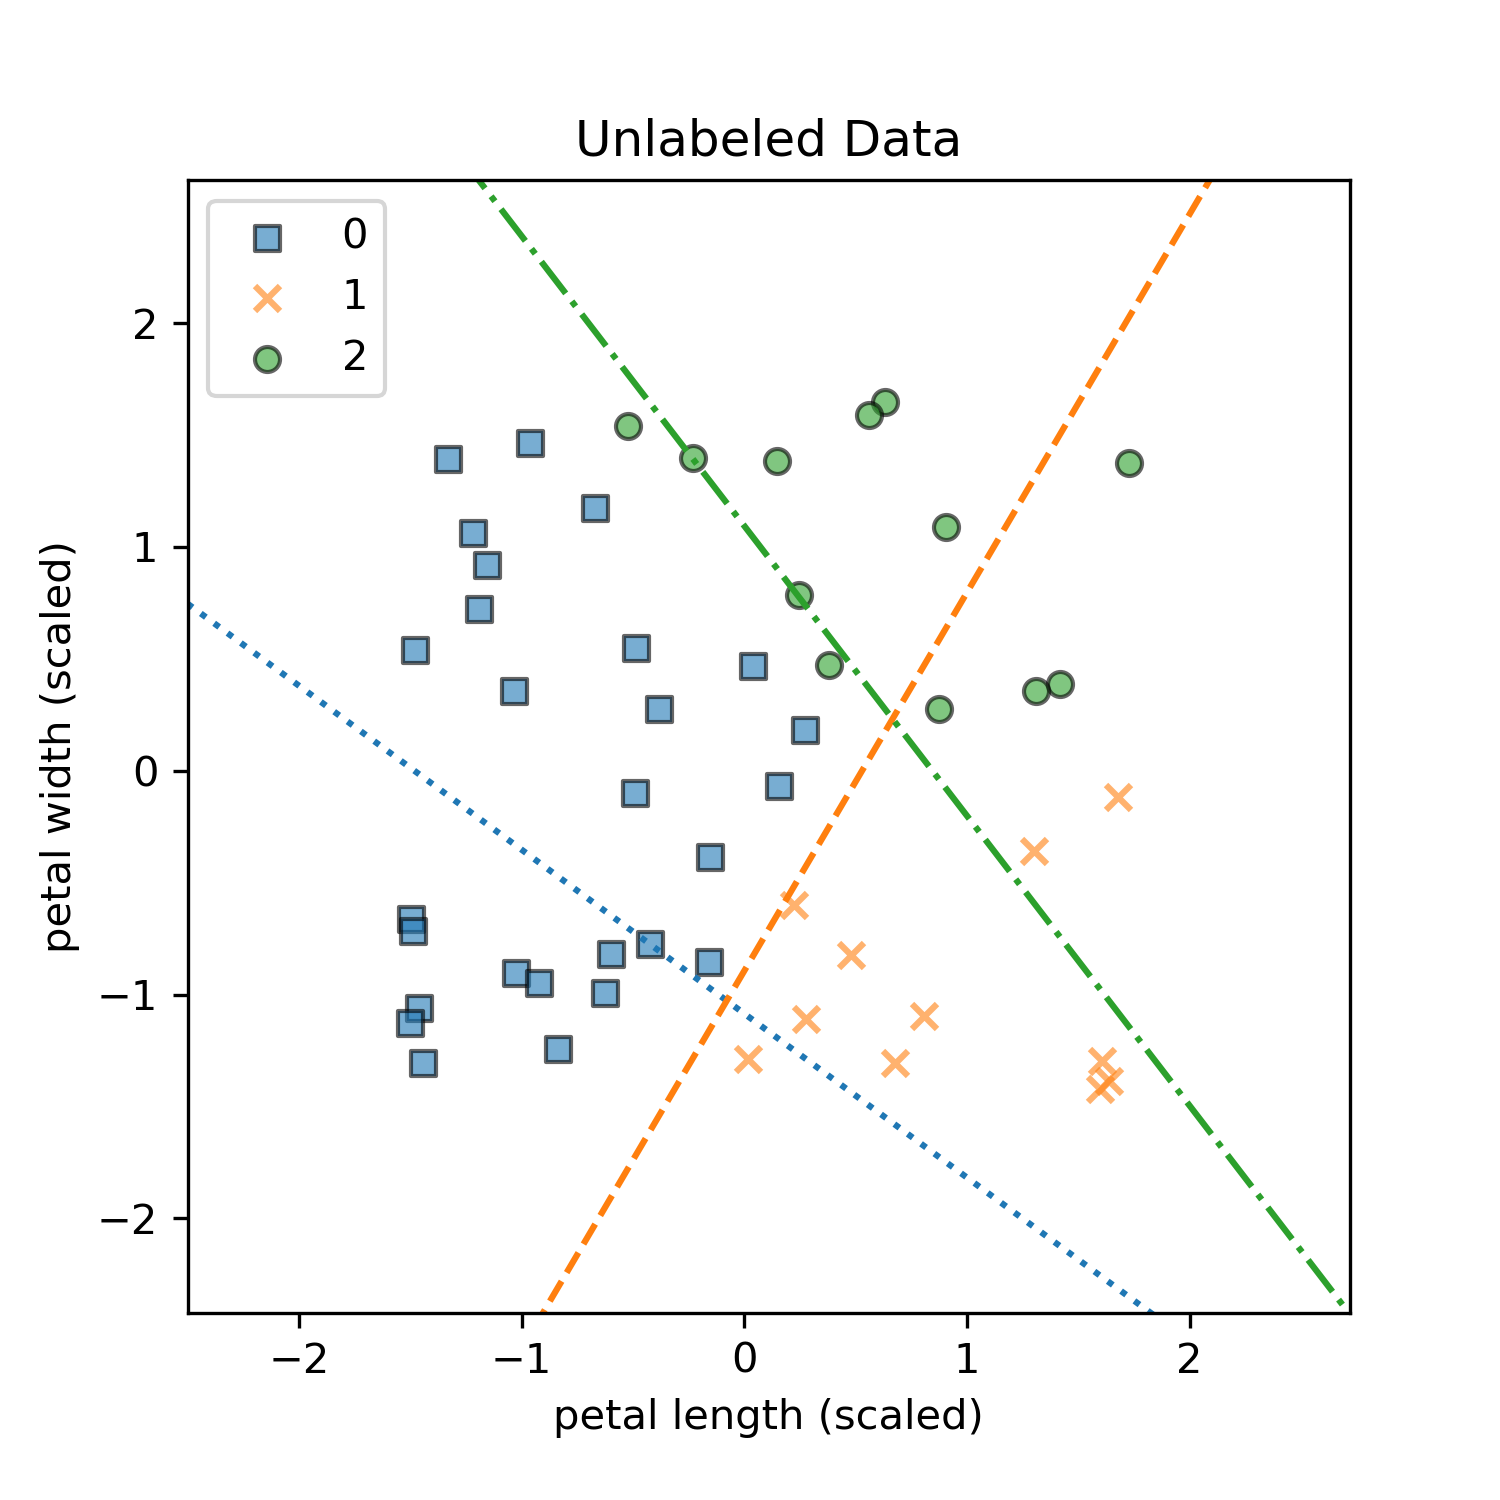 Unlabeled Data
0
1
2
petal width (scaled)
2
1
0
−1
−2
−2 −1 0 1 2
petal length (scaled)